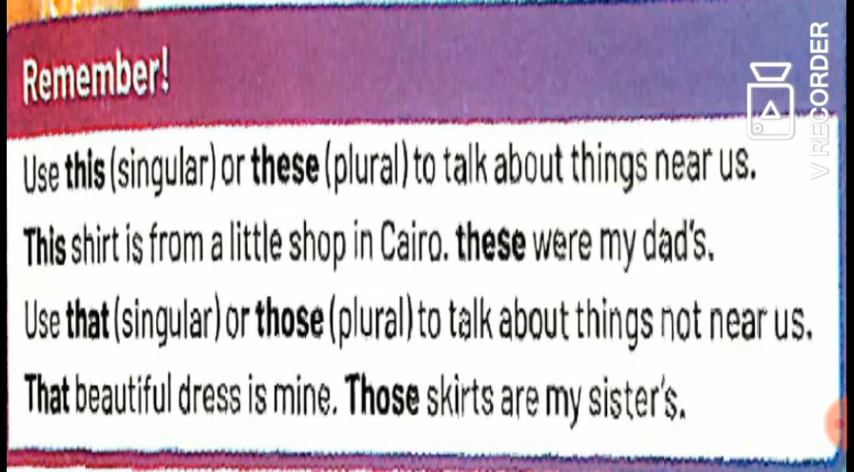 Remember!
Use this (singular) or these (plural) to talk about things near us.
This shirt is from a little shop in Cairo. these were my dad's.
Use that (singular) or those (plural) to talk about things not near us.
That beautiful dress is mine. Those skirts are my sister's.
V RECORDER